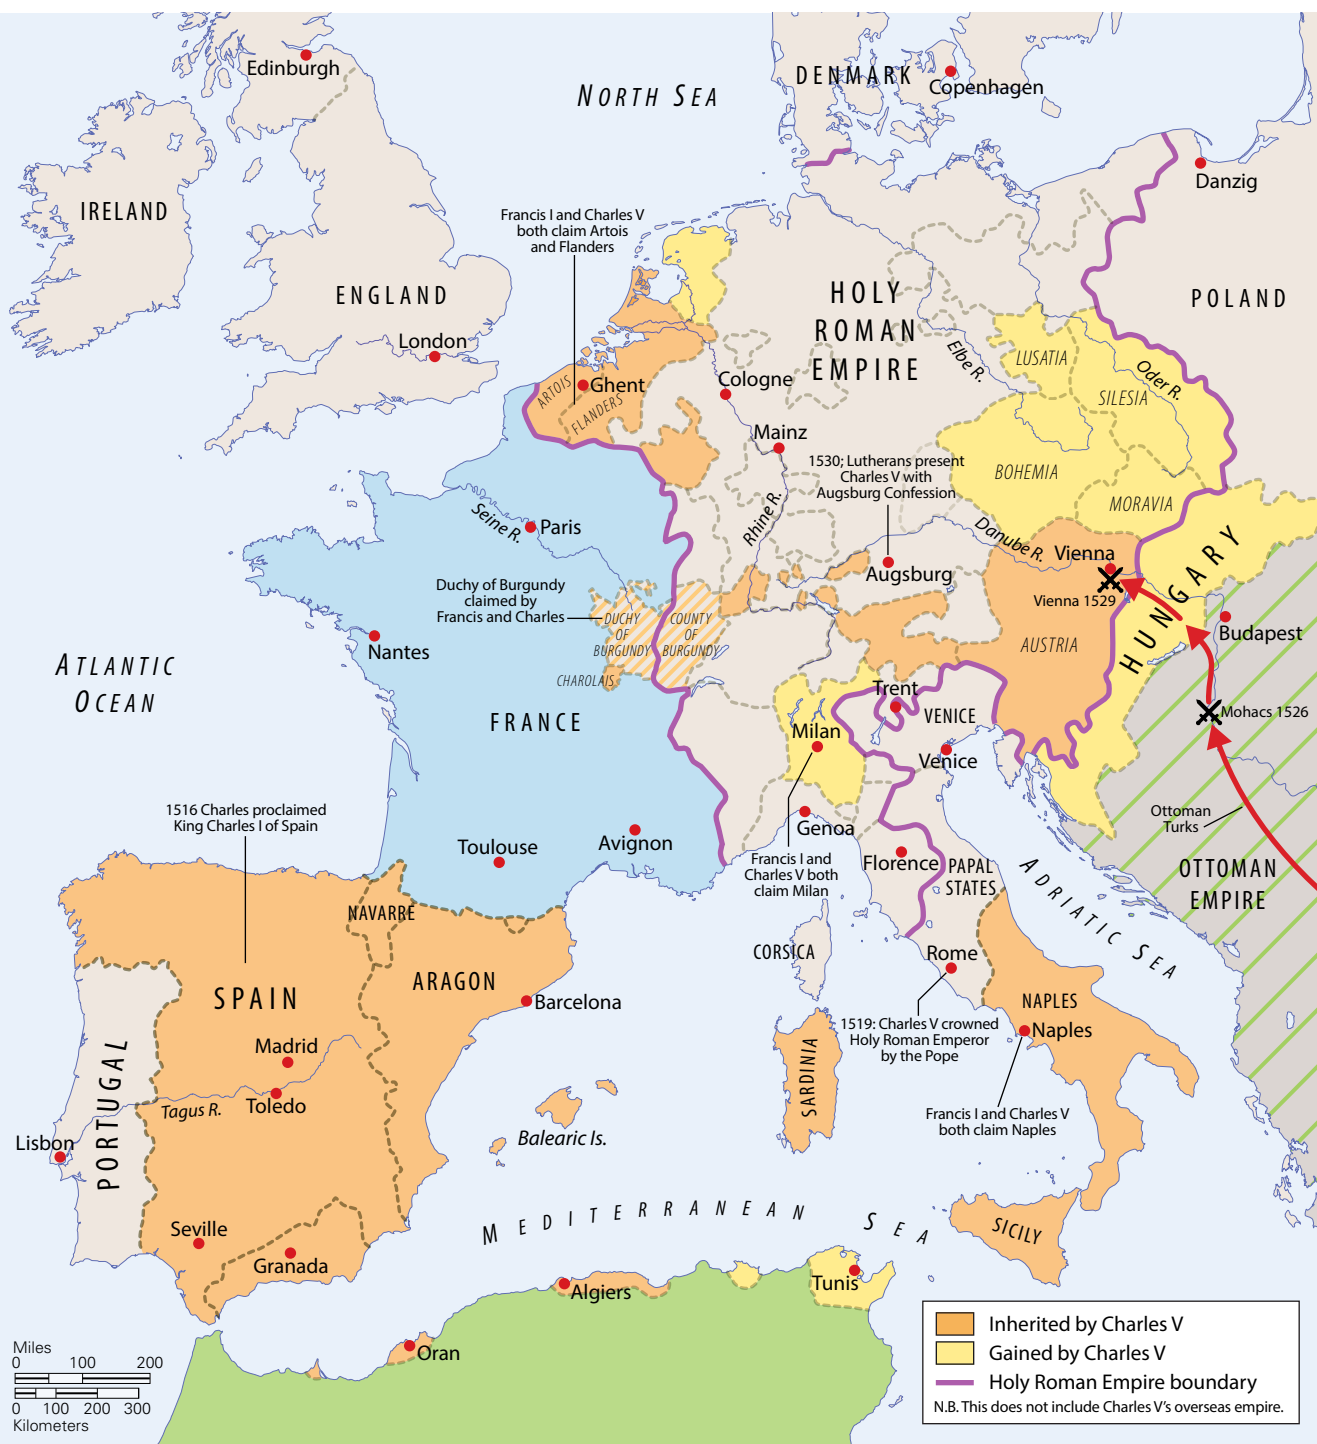 Edinburgh
NORTH SEA
DENMARK
Copenhagen
Danzig
IRELAND
Francis I and Charles V
both claim Artois
and Flanders
ENGLAND
London
HOLY
ROMAN
EMPIRE
POLAND
Elbe R.
LUSATIA
Oder R.
SILESIA
Cologne
ARTOIS
Ghent
FLANDERS
Mainz
1530; Lutherans present
Charles V with
Augsburg Confession
BOHEMIA
MORAVIA
Seine R.
Paris
Rhine R.
Danube R.
Vienna
Augsburg
Vienna 1529
HUNGARY
Budapest
Duchy of Burgundy
claimed by
Francis and Charles
DUCHY
OF
BURGUNDY
COUNTY
OF
BURGUNDY
CHAROLAIS
AUSTRIA
Nantes
ATLANTIC
OCEAN
FRANCE
Trent
VENICE
Mohacs 1526
Milan
Venice
1516 Charles proclaimed
King Charles I of Spain
Toulouse
Avignon
Genoa
Francis I and
Charles V both
claim Milan
Florence
PAPAL
STATES
Ottoman
Turks
OTTOMAN
EMPIRE
ADRIATIC SEA
NAVARRE
ARAGON
SPAIN
Barcelona
CORSICA
Rome
NAPLES
Naples
1519: Charles V crowned
Holy Roman Emperor
by the Pope
Madrid
Toledo
Tagus R.
PORTUGAL
Lisbon
SARDINIA
Francis I and Charles V
both claim Naples
Balearic Is.
MEDITERRANEAN SEA
SICILY
Seville
Granada
Algiers
Tunis
Oran
Miles
0 100 200
0 100 200 300
Kilometers
Inherited by Charles V
Gained by Charles V
Holy Roman Empire boundary
N.B. This does not include Charles V's overseas empire.